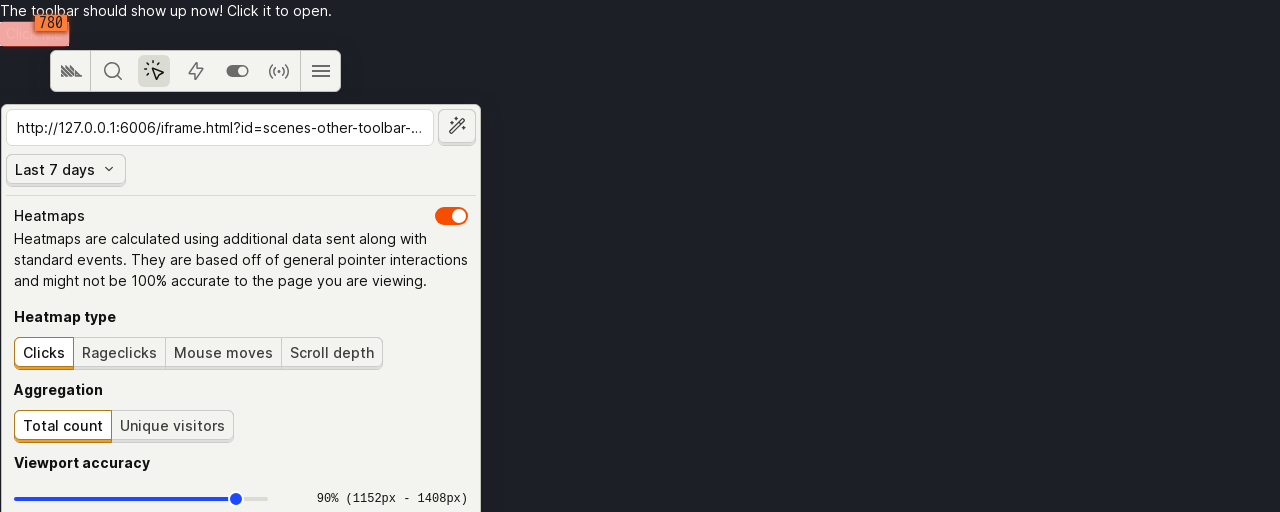 The toolbar should show up now! Click it to open.
780
http://127.0.0.1:6006/iframe.html?id=scenes-other-toolbar-...
Last 7 days
Heatmaps
Heatmaps are calculated using additional data sent along with
standard events. They are based off of general pointer interactions
and might not be 100% accurate to the page you are viewing.
Heatmap type
Clicks Rageclicks Mouse moves Scroll depth
Aggregation
Total count Unique visitors
Viewport accuracy
90% (1152px - 1408px)